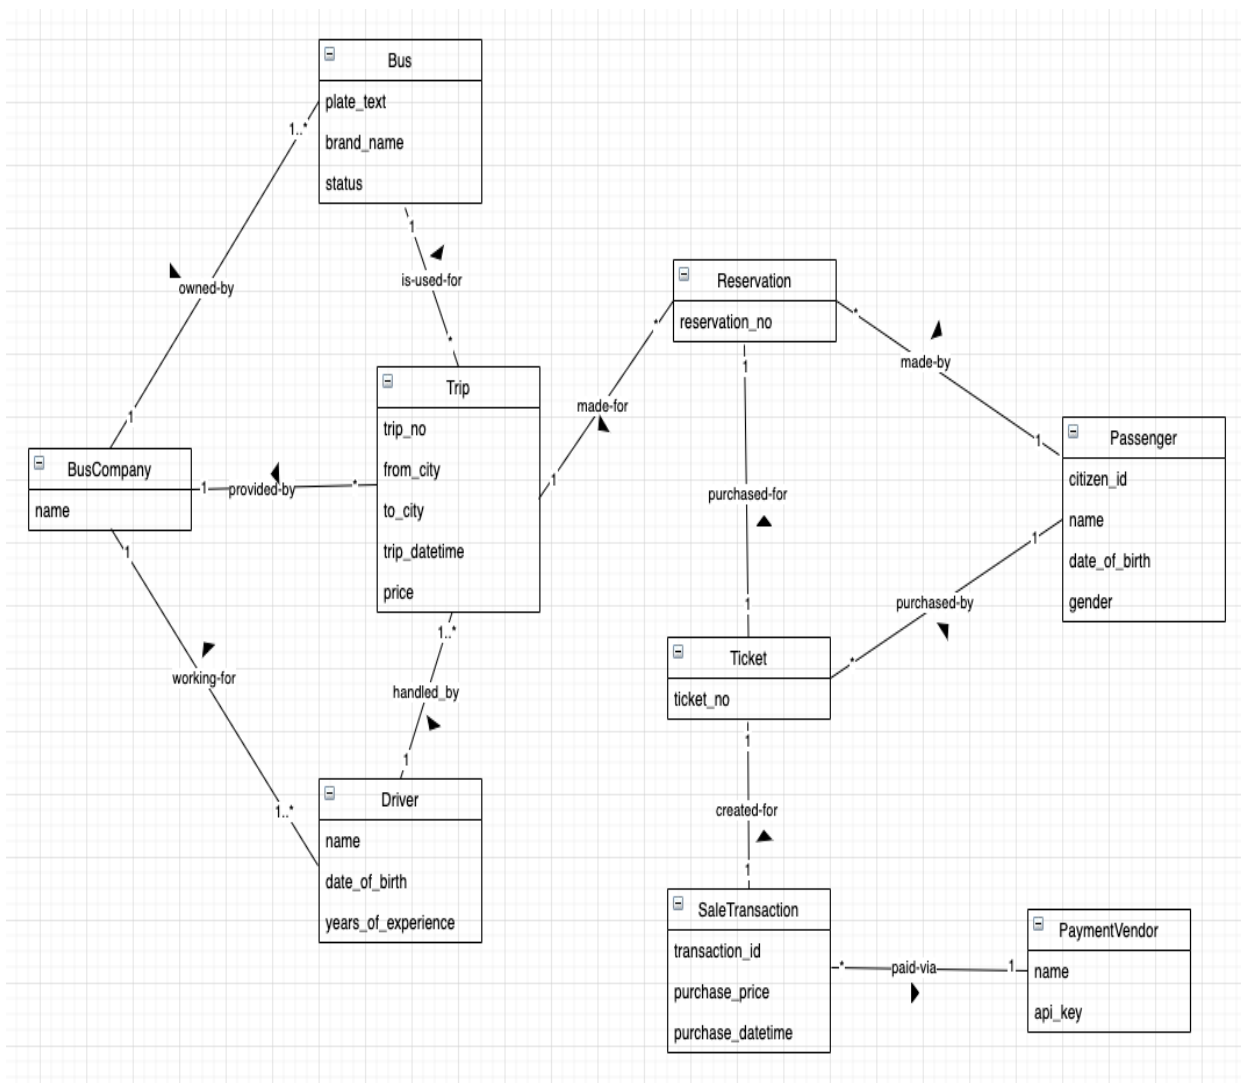 Bus
plate_text
brand_name
status
1..*
1
owned-by
is-used-for
*
1
Reservation
reservation_no
*
*
1
made-by
made-for
1
1
Trip
trip_no
from_city
to_city
trip_datetime
price
BusCompany
name
1
provided-by
*
Passenger
citizen_id
name
date_of_birth
gender
purchased-for
1
1
purchased-by
*
1
1..*
working-for
handled_by
1
1..*
Ticket
ticket_no
1
Driver
name
date_of_birth
years_of_experience
created-for
1
SaleTransaction
transaction_id
purchase_price
purchase_datetime
*
paid-via
1
PaymentVendor
name
api_key